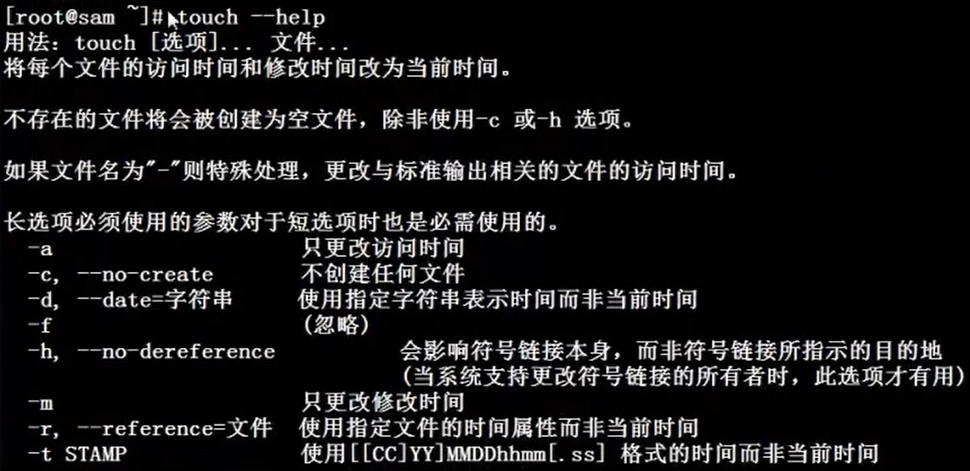 [root@sam ~]# touch --help
用法：touch [选项]... 文件...
将每个文件的访问时间和修改时间改为当前时间。
不存在的文件将会被创建为空文件，除非使用-c 或-h 选项。
如果文件名为"-"则特殊处理，更改与标准输出相关的文件的访问时间。
长选项必须使用的参数对于短选项时也是必需使用的。
-a 只更改访问时间
-c, --no-create 不创建任何文件
-d, --date=字符串 使用指定字符串表示时间而非当前时间
-f (忽略)
-h, --no-dereference 会影响符号链接本身，而非符号链接所指示的目的地
(当系统支持更改符号链接的所有者时，此选项才有用)
-m 只更改修改时间
-r, --reference=文件 使用指定文件的时间属性而非当前时间
-t STAMP 使用[[CC]YY]MMDDhhmm[.ss] 格式的时间而非当前时间